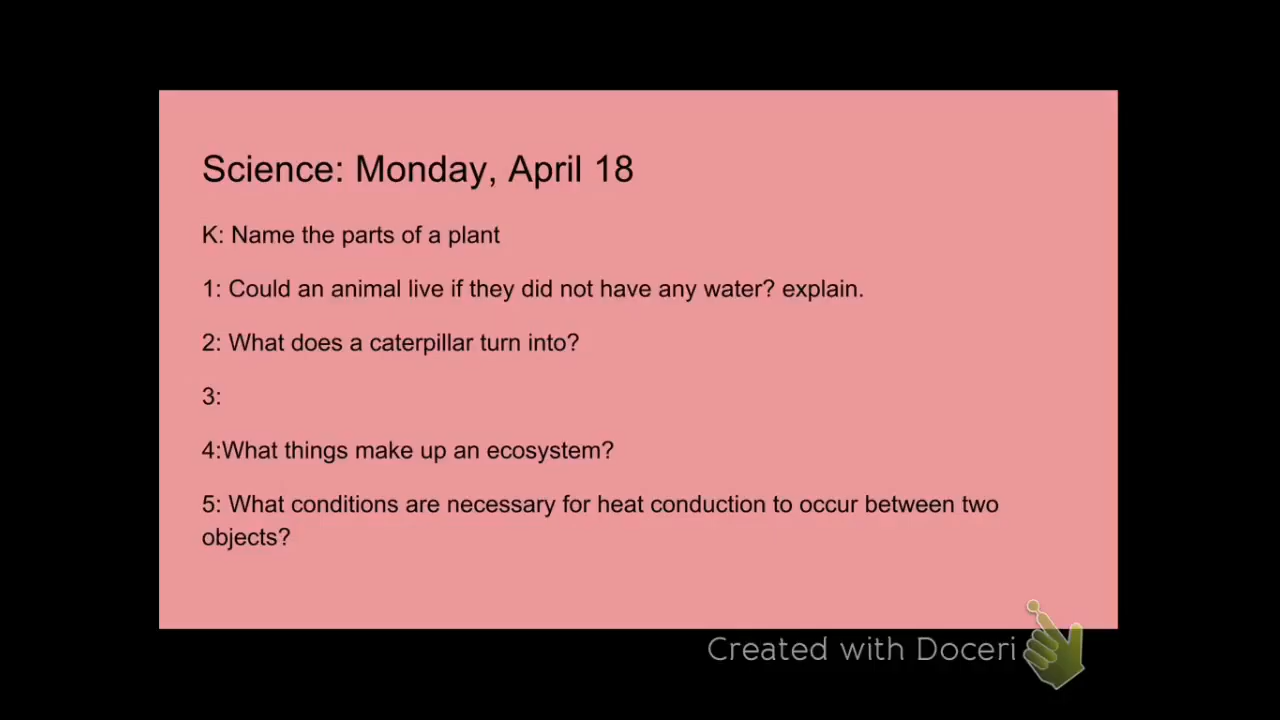 Science: Monday, April 18
K: Name the parts of a plant
1: Could an animal live if they did not have any water? explain.
2: What does a caterpillar turn into?
3:
4:What things make up an ecosystem?
5: What conditions are necessary for heat conduction to occur between two
objects?
Created with Doceri